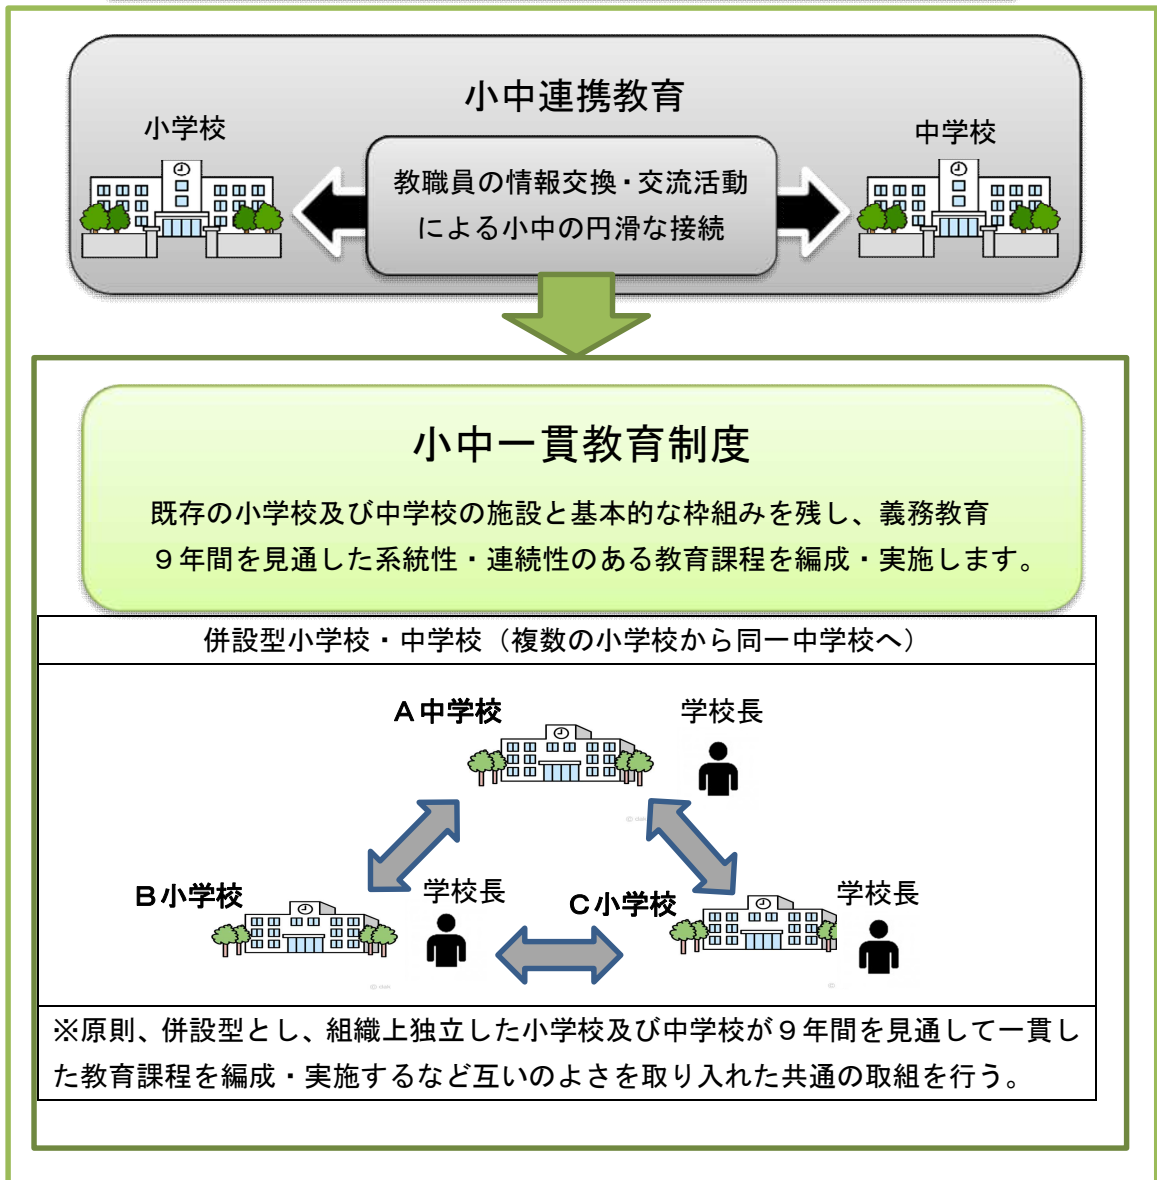 小中連携教育
小学校
中学校
教職員の情報交換・交流活動
による小中の円滑な接続
小中一貫教育制度
既存の小学校及び中学校の施設と基本的な枠組みを残し、義務教育
９年間を見通した系統性・連続性のある教育課程を編成・実施します。
併設型小学校・中学校（複数の小学校から同一中学校へ）
Ａ中学校
学校長
Ｂ小学校
学校長
Ｃ小学校
学校長
※原則、併設型とし、組織上独立した小学校及び中学校が９年間を見通して一貫し
た教育課程を編成・実施するなど互いのよさを取り入れた共通の取組を行う。